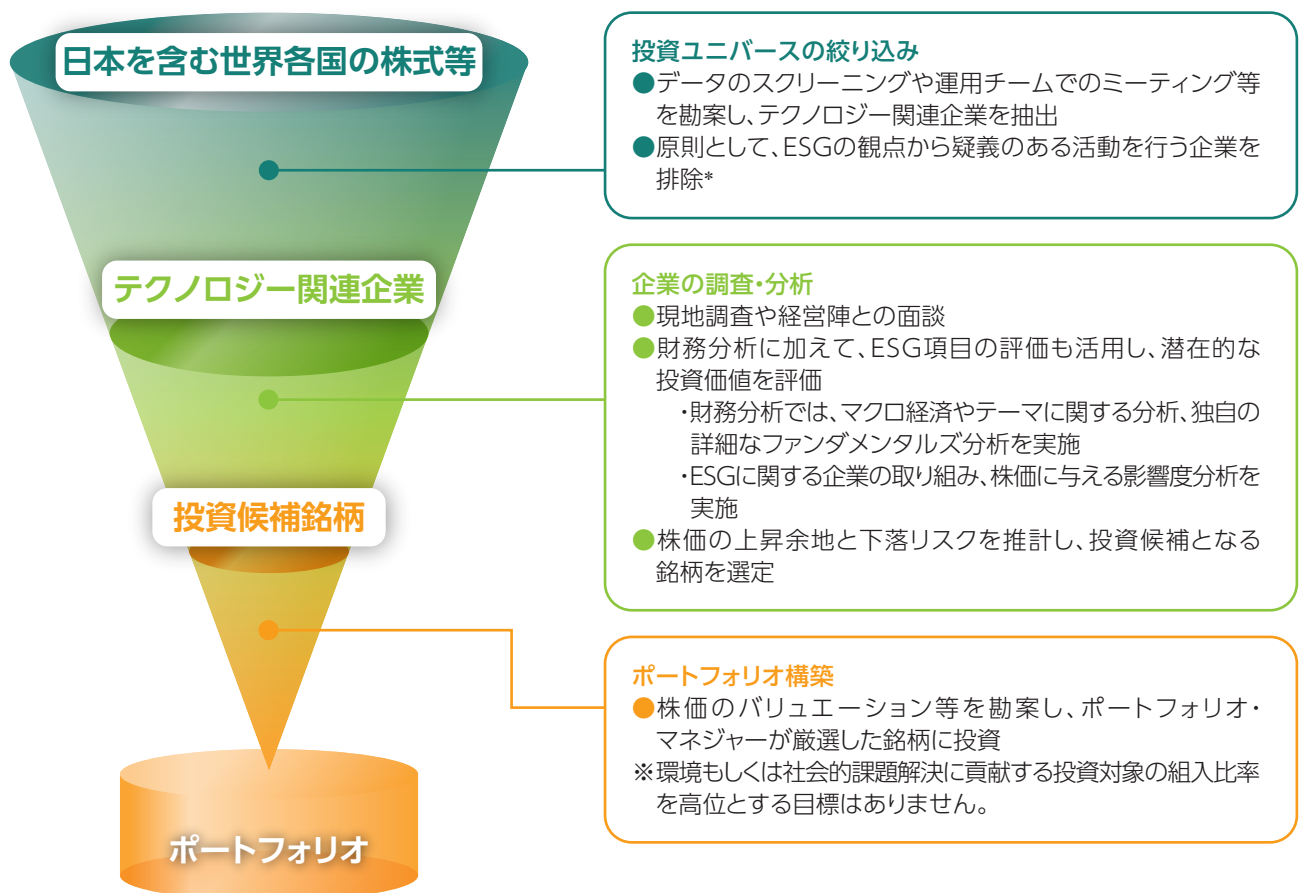 日本を含む世界各国の株式等
投資ユニバースの絞り込み
●データのスクリーニングや運用チームでのミーティング等
を勘案し、テクノロジー関連企業を抽出
●原則として、ESGの観点から疑義のある活動を行う企業を
排除*
テクノロジー関連企業
企業の調査・分析
●現地調査や経営陣との面談
●財務分析に加えて、ESG項目の評価も活用し、潜在的な
投資価値を評価
・財務分析では、マクロ経済やテーマに関する分析、独自の
詳細なファンダメンタルズ分析を実施
・ESGに関する企業の取り組み、株価に与える影響度分析を
実施
●株価の上昇余地と下落リスクを推計し、投資候補となる
銘柄を選定
投資候補銘柄
ポートフォリオ構築
●株価のバリュエーション等を勘案し、ポートフォリオ・
マネジャーが厳選した銘柄に投資
※環境もしくは社会的課題解決に貢献する投資対象の組入比率
を高位とする目標はありません。
ポートフォリオ